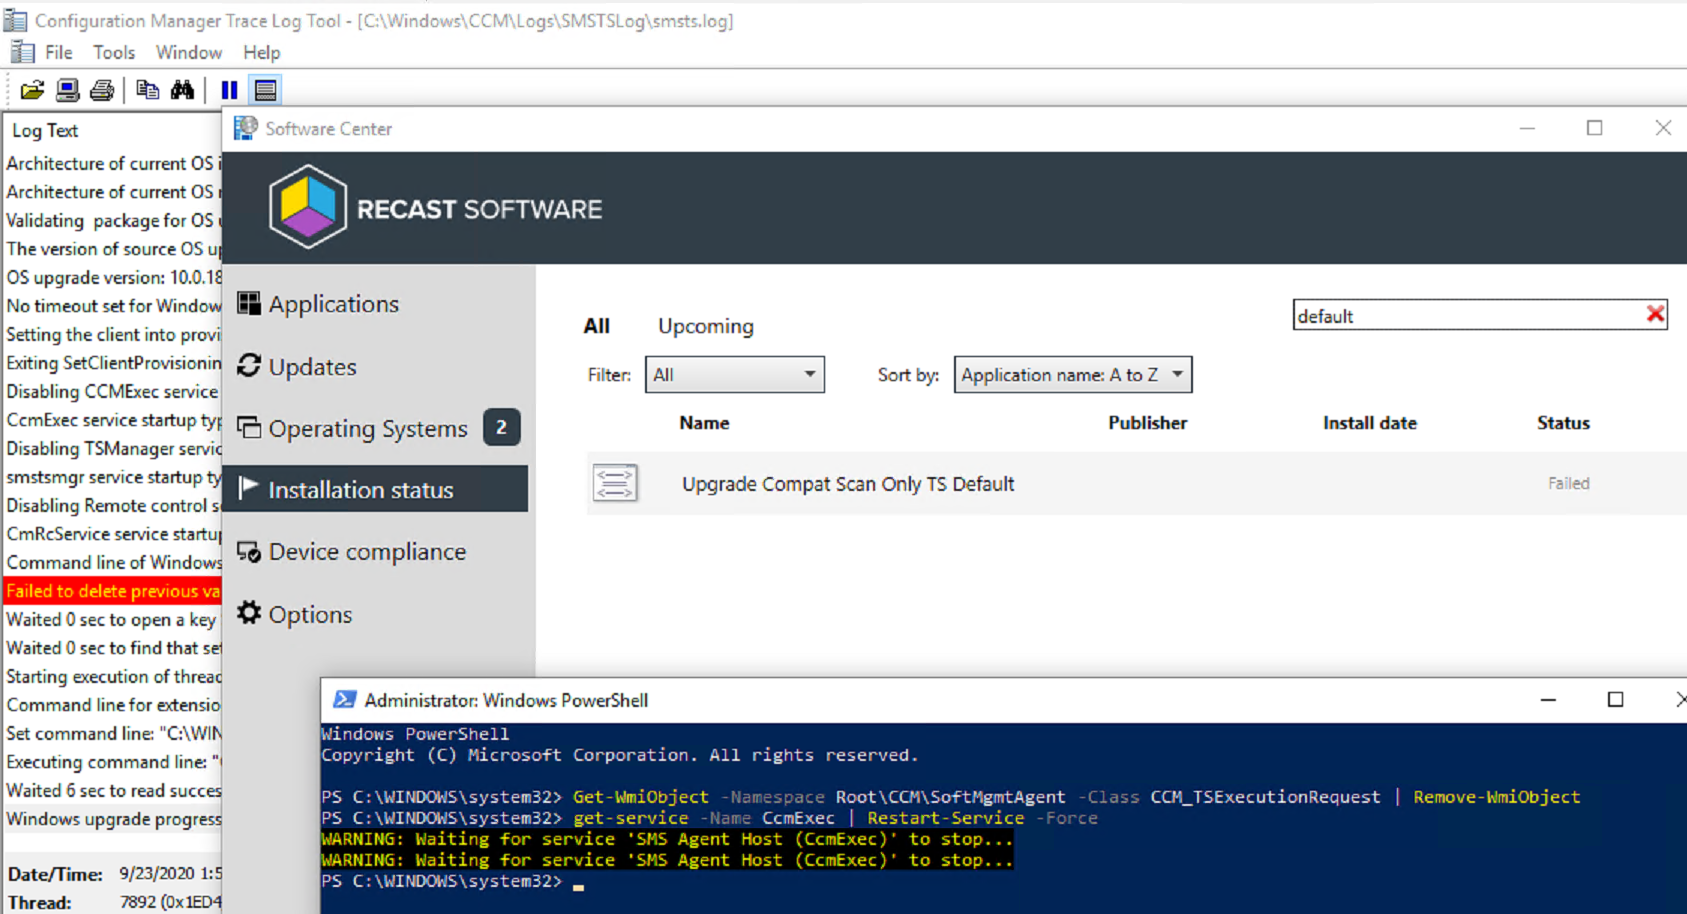 Configuration Manager Trace Log Tool - [C:\Windows\CCM\Logs\SMSTSLog\smsts.log]
File Tools Window Help
Log Text
Architecture of current OS
Architecture of current OS
Validating package for OS
The version of source OS
OS upgrade version: 10.0.18
No timeout set for Window
Setting the client into provi
Exiting SetClientProvisionin
Disabling CCMExec service
CcmExec service startup typ
Disabling TSManager servic
smstsmgr service startup ty
Disabling Remote control s
CmRcService service startup
Command line of Windows
Failed to delete previous va
Waited 0 sec to open a key
Waited 0 sec to find that se
Starting execution of thread
Command line for extensio
Set command line: "C:\WIN
Executing command line: "
Waited 6 sec to read succes
Windows upgrade progress
Date/Time: 9/23/2020 1:5
Thread: 7892 (0x1ED4
Software Center
RECAST SOFTWARE
Applications
Updates
Operating Systems 2
Installation status
Device compliance
Options
All Upcoming
default
Filter: All Sort by: Application name: A to Z
Name Publisher Install date Status
Upgrade Compat Scan Only TS Default Failed
Administrator: Windows PowerShell
Windows PowerShell
Copyright (C) Microsoft Corporation. All rights reserved.
PS C:\WINDOWS\system32> Get-WmiObject -Namespace Root\CCM\SoftMgmtAgent -Class CCM_TSExecutionRequest | Remove-WmiObject
PS C:\WINDOWS\system32> get-service -Name CcmExec | Restart-Service -Force
WARNING: Waiting for service 'SMS Agent Host (CcmExec)' to stop...
WARNING: Waiting for service 'SMS Agent Host (CcmExec)' to stop...
PS C:\WINDOWS\system32>